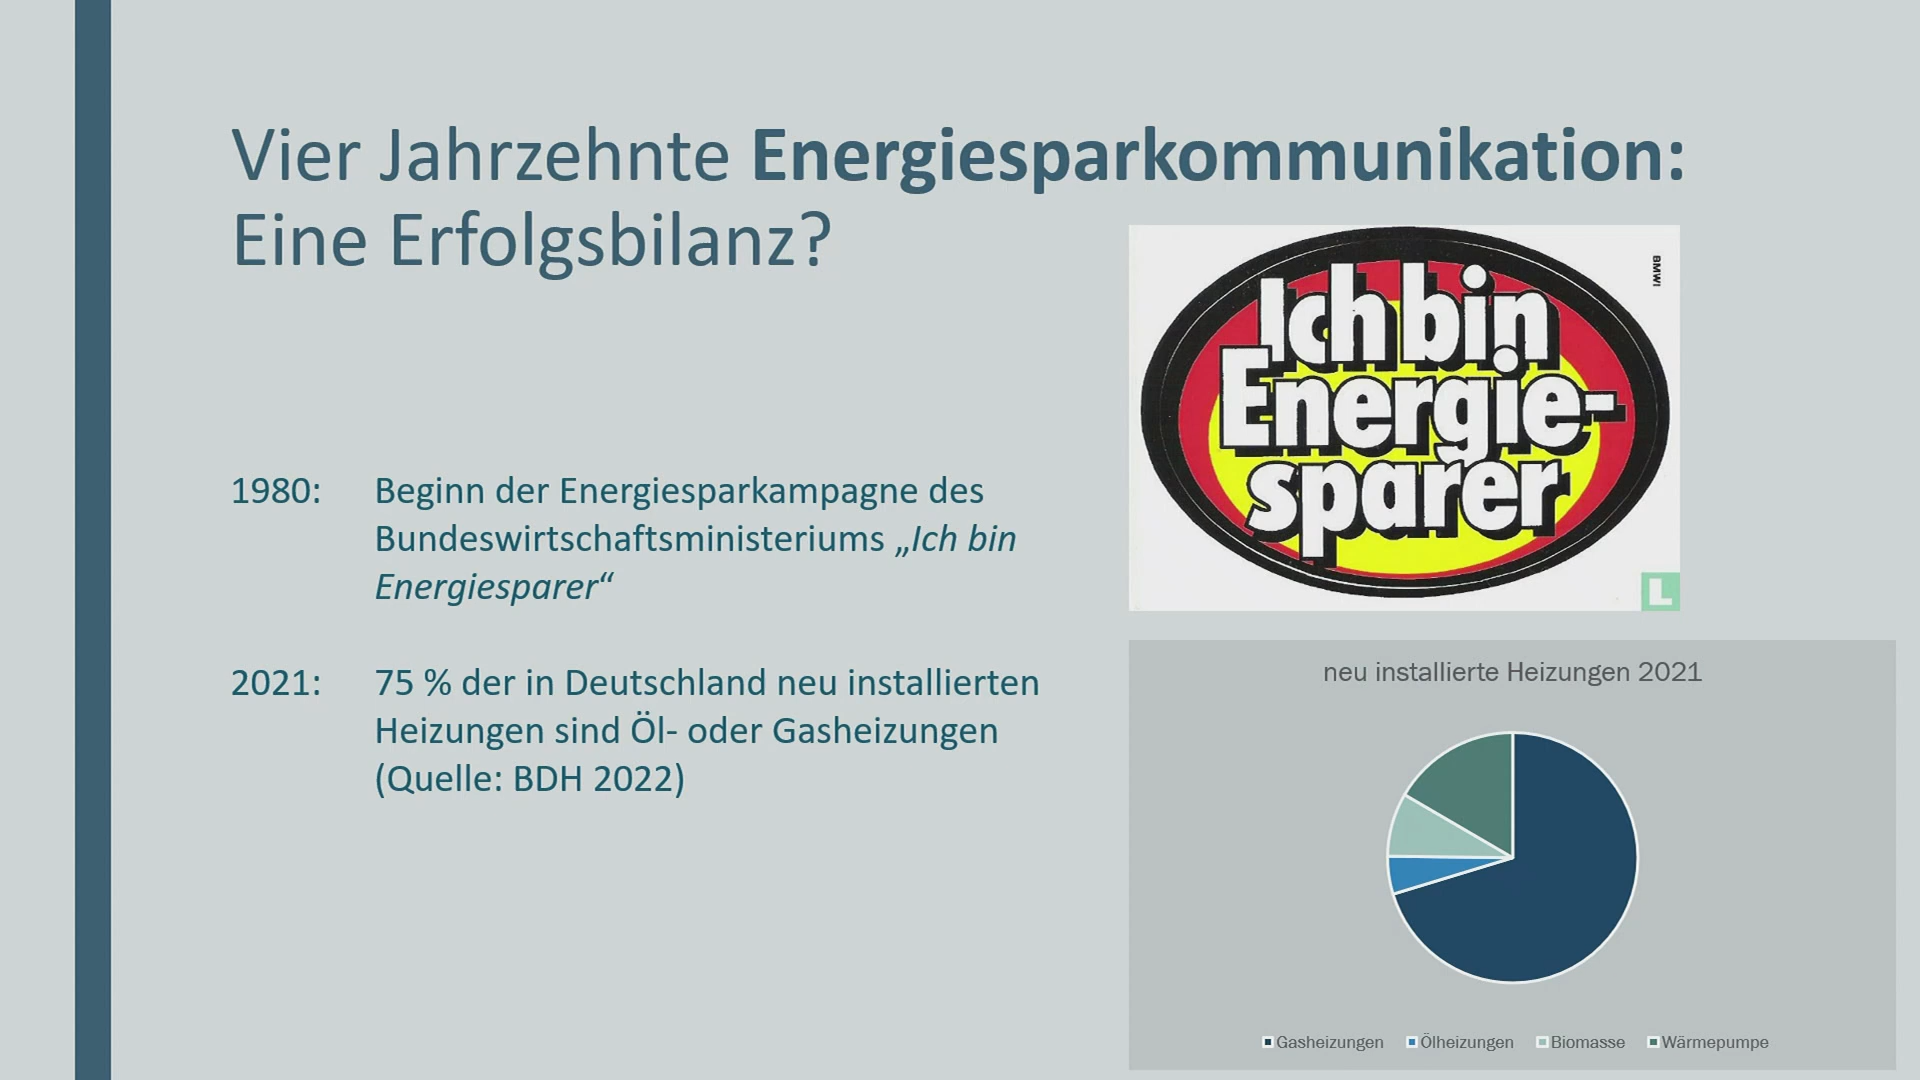 Vier Jahrzehnte Energiesparkommunikation:
Eine Erfolgsbilanz?
1980: Beginn der Energiesparkampagne des
Bundeswirtschaftsministeriums „Ich bin
Energiesparer“
2021: 75 % der in Deutschland neu installierten
Heizungen sind Öl- oder Gasheizungen
(Quelle: BDH 2022)
Ich bin
Energie-
sparer
BMWI
L
neu installierte Heizungen 2021
Gasheizungen Ölheizungen Biomasse Wärmepumpe